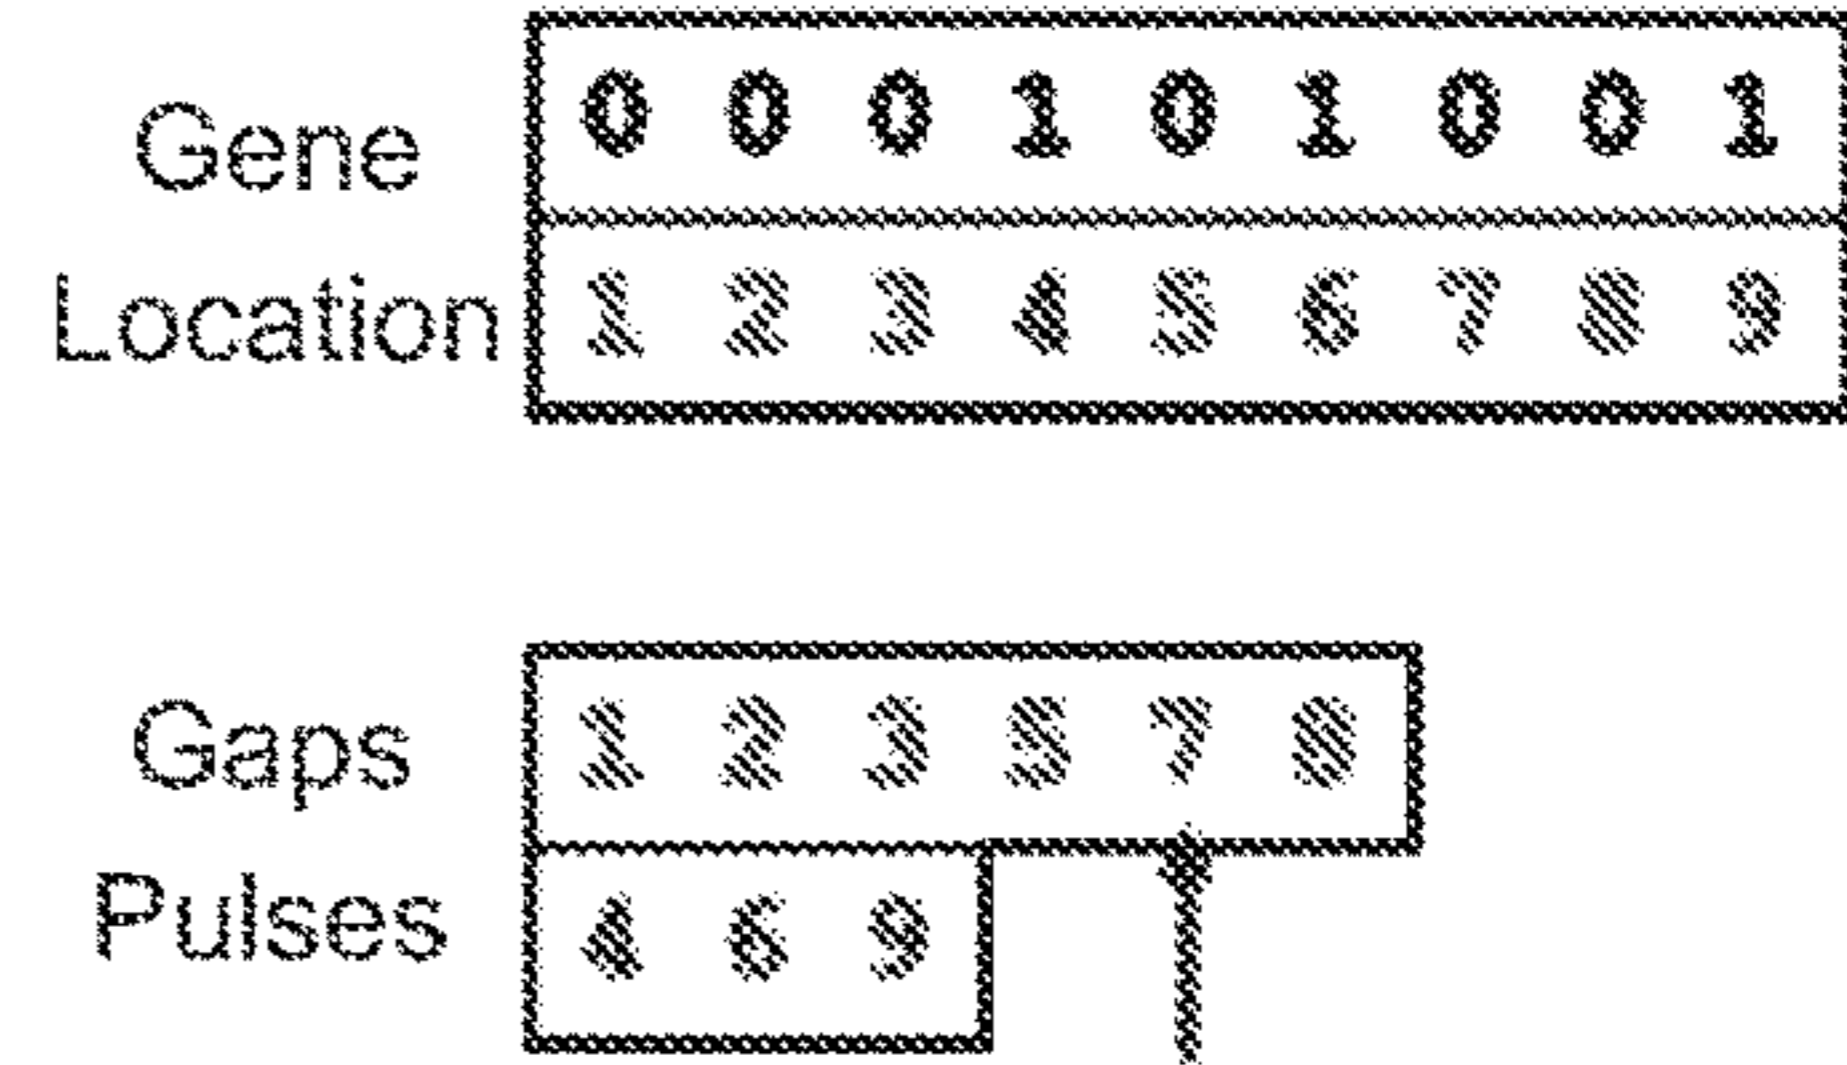 Gene 0 0 0 1 0 1 0 0 1
Location 1 2 3 4 5 6 7 8 9
Gaps 1 2 3 5 7 8
Pulses 4 6 9